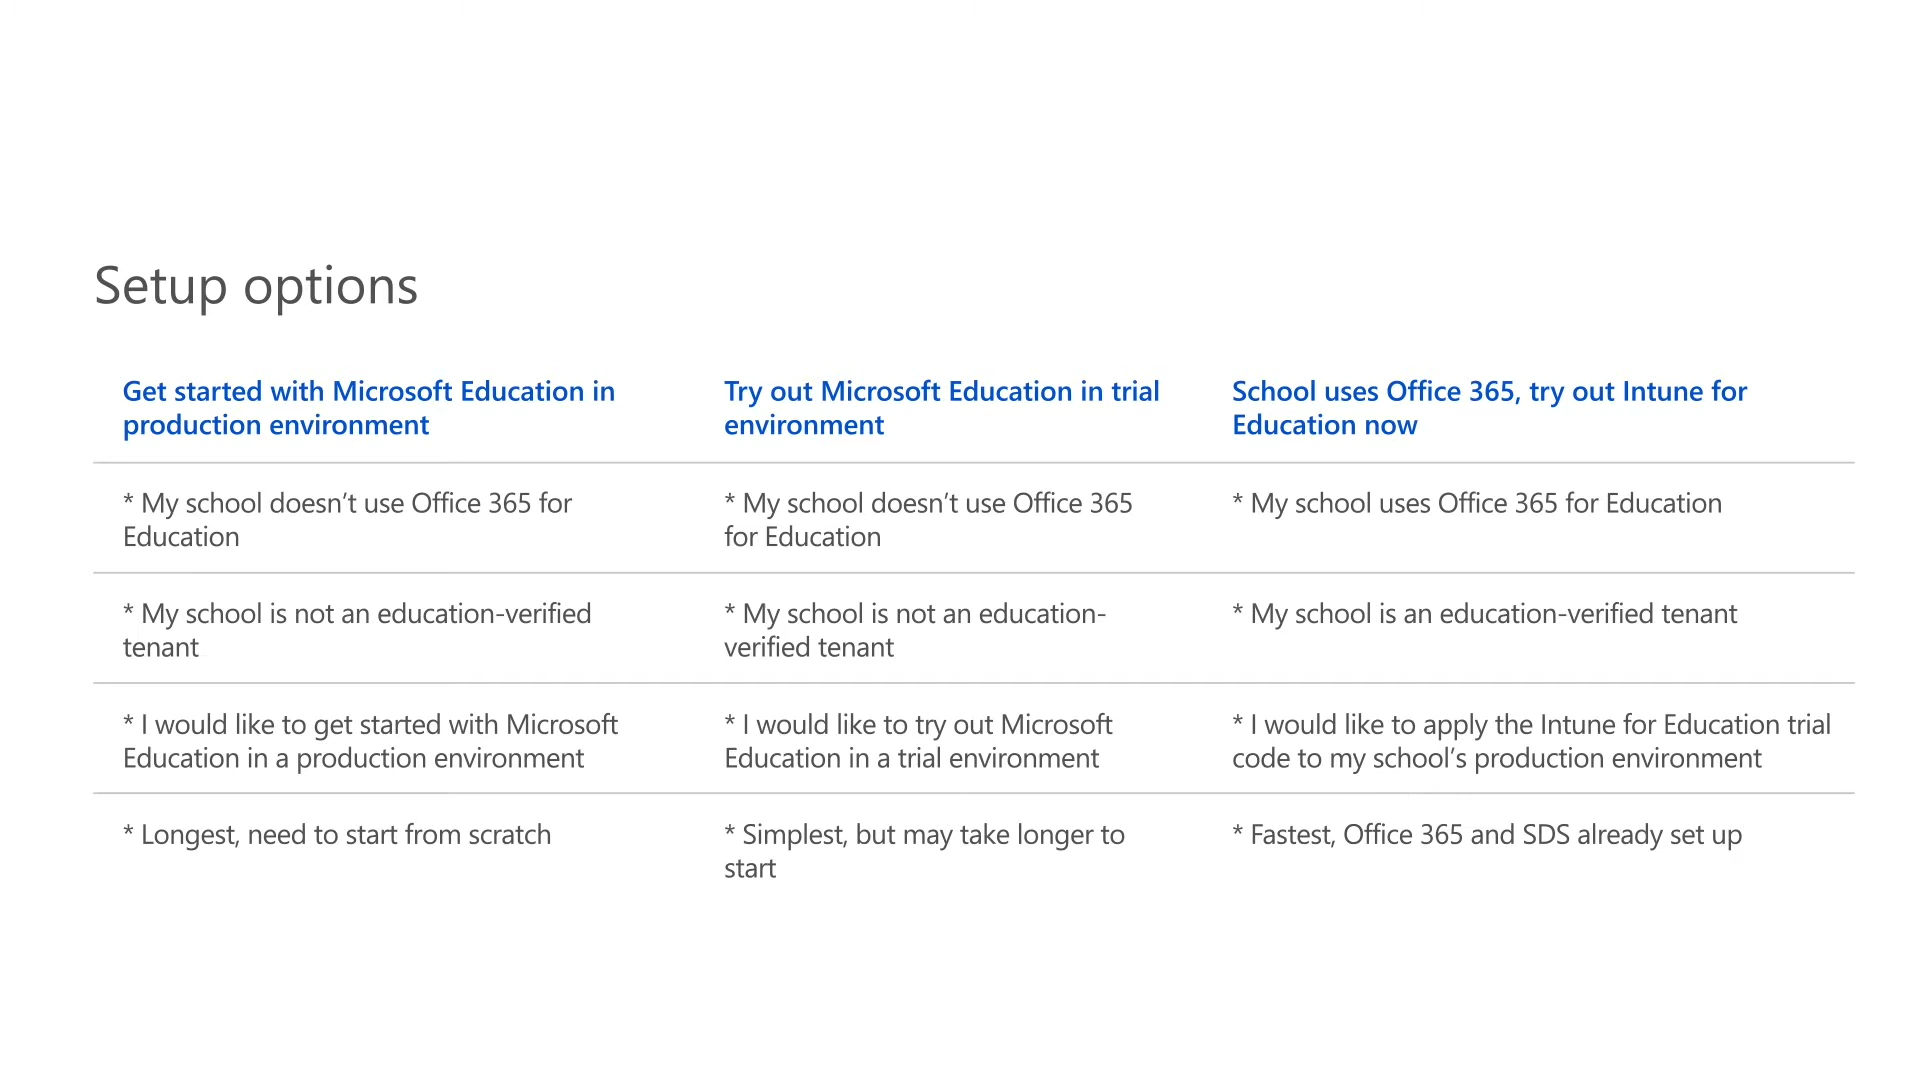 Setup options
Get started with Microsoft Education in
production environment
Try out Microsoft Education in trial
environment
School uses Office 365, try out Intune for
Education now
* My school doesn’t use Office 365 for
Education
* My school doesn’t use Office 365
for Education
* My school uses Office 365 for Education
* My school is not an education-verified
tenant
* My school is not an education-
verified tenant
* My school is an education-verified tenant
* I would like to get started with Microsoft
Education in a production environment
* I would like to try out Microsoft
Education in a trial environment
* I would like to apply the Intune for Education trial
code to my school’s production environment
* Longest, need to start from scratch
* Simplest, but may take longer to
start
* Fastest, Office 365 and SDS already set up